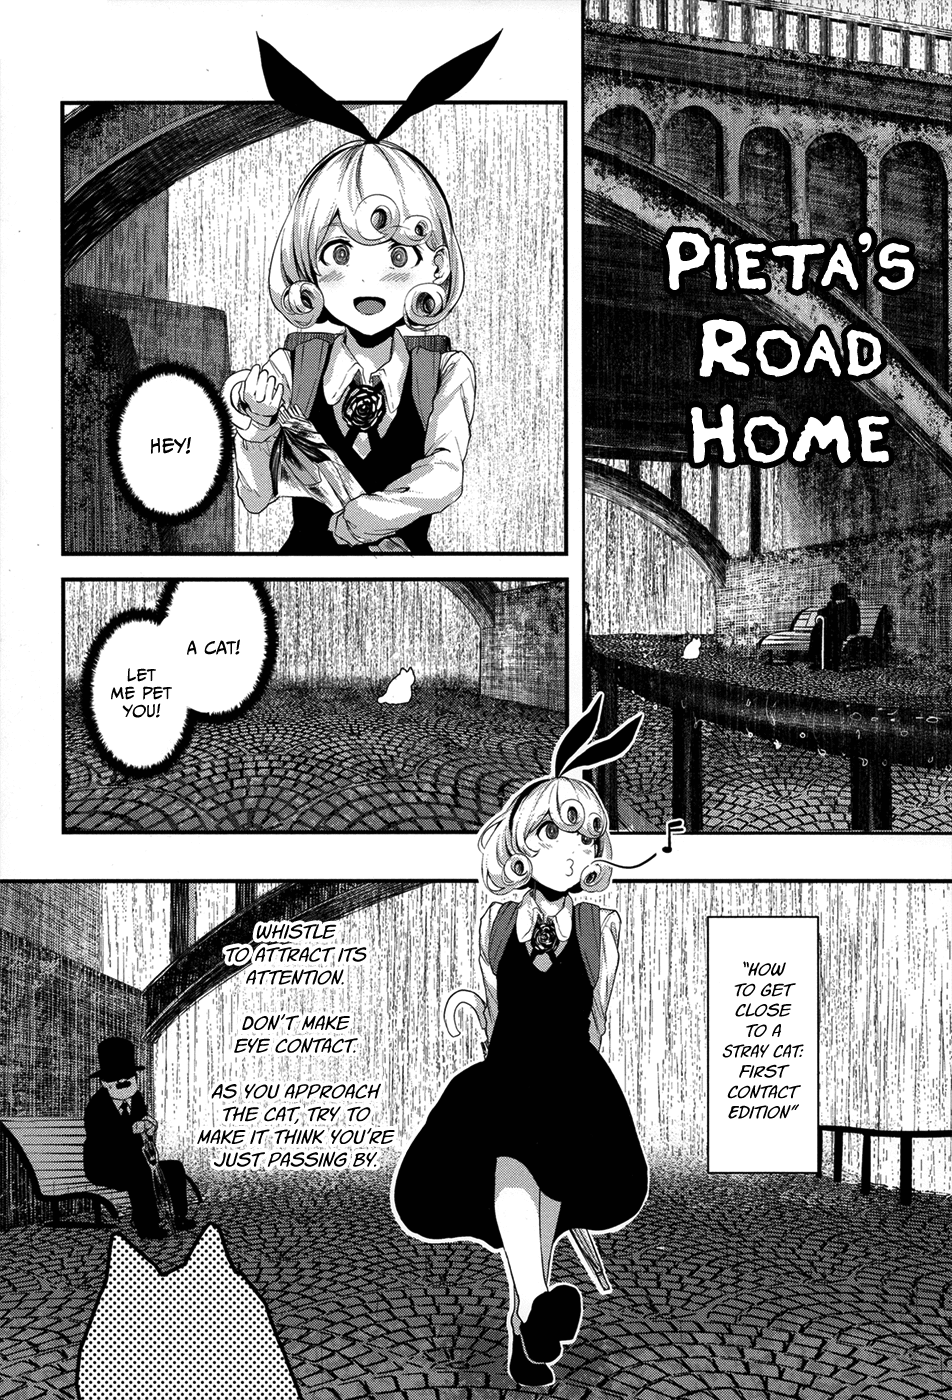 PIETA'S
ROAD
HOME
HEY!
A CAT!
LET
ME PET
YOU!
"HOW
TO GET
CLOSE
TO A
STRAY CAT:
FIRST
CONTACT
EDITION"
WHISTLE
TO ATTRACT ITS
ATTENTION.
DON'T MAKE
EYE CONTACT.
AS YOU APPROACH
THE CAT, TRY TO
MAKE IT THINK YOU'RE
JUST PASSING BY.